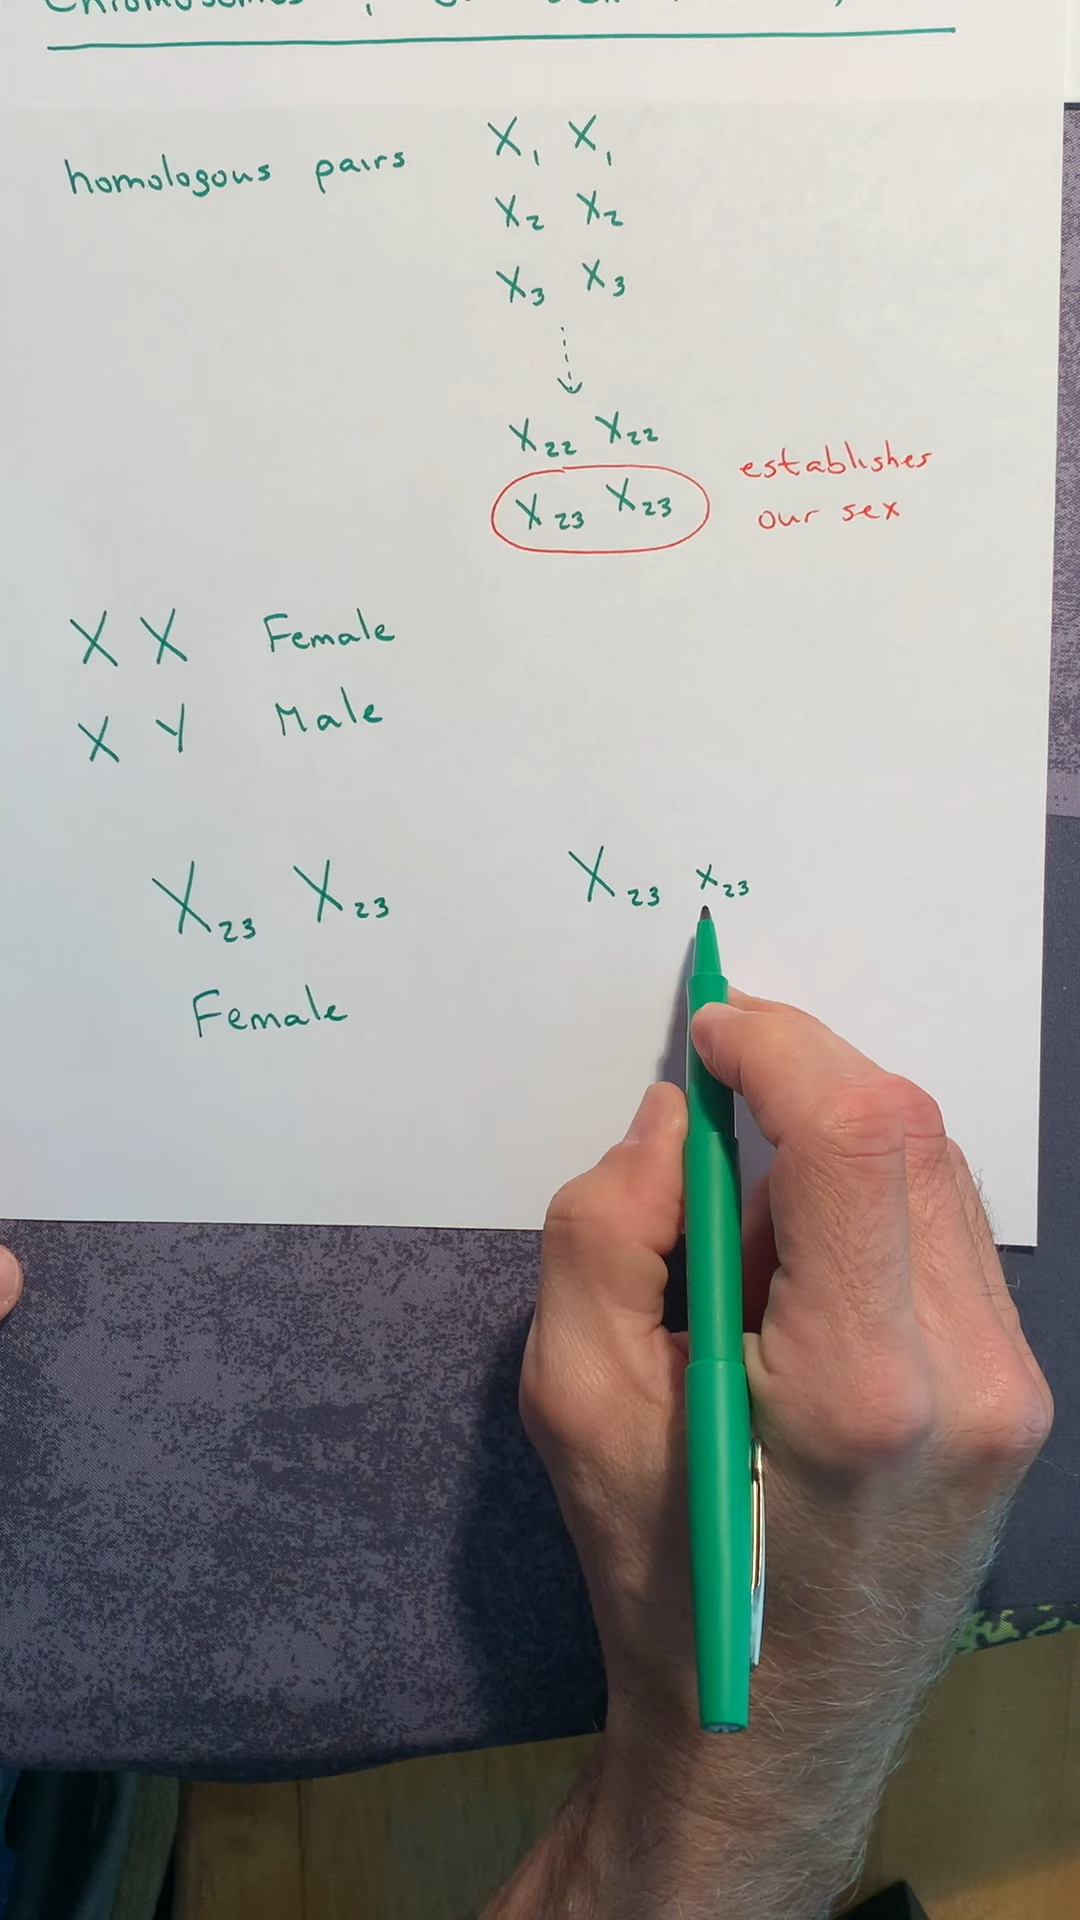 Chromosomes
homologous pairs
X₁ X₁
X₂ X₂
X₃ X₃
X₂₂ X₂₂
X₂₃ X₂₃
establishes
our sex
X X Female
X Y Male
X₂₃ X₂₃
Female
X₂₃ X₂₃